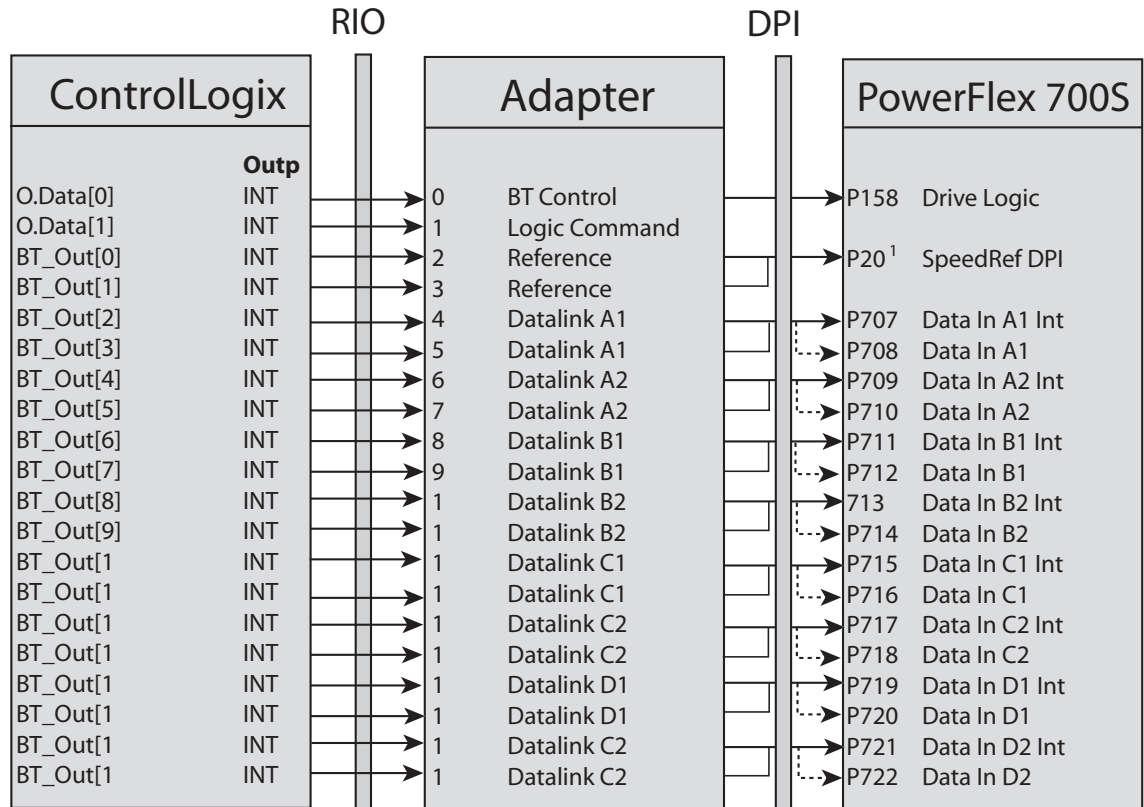 RIO DPI
ControlLogix Adapter PowerFlex 700S
Outp
O.Data[0] INT 0 BT Control P158 Drive Logic
O.Data[1] INT 1 Logic Command
BT_Out[0] INT 2 Reference P20 1 SpeedRef DPI
BT_Out[1] INT 3 Reference
BT_Out[2] INT 4 Datalink A1 P707 Data In A1 Int
BT_Out[3] INT 5 Datalink A1 P708 Data In A1
BT_Out[4] INT 6 Datalink A2 P709 Data In A2 Int
BT_Out[5] INT 7 Datalink A2 P710 Data In A2
BT_Out[6] INT 8 Datalink B1 P711 Data In B1 Int
BT_Out[7] INT 9 Datalink B1 P712 Data In B1
BT_Out[8] INT 1 Datalink B2 713 Data In B2 Int
BT_Out[9] INT 1 Datalink B2 P714 Data In B2
BT_Out[1 INT 1 Datalink C1 P715 Data In C1 Int
BT_Out[1 INT 1 Datalink C1 P716 Data In C1
BT_Out[1 INT 1 Datalink C2 P717 Data In C2 Int
BT_Out[1 INT 1 Datalink C2 P718 Data In C2
BT_Out[1 INT 1 Datalink D1 P719 Data In D1 Int
BT_Out[1 INT 1 Datalink D1 P720 Data In D1
BT_Out[1 INT 1 Datalink C2 P721 Data In D2 Int
BT_Out[1 INT 1 Datalink C2 P722 Data In D2